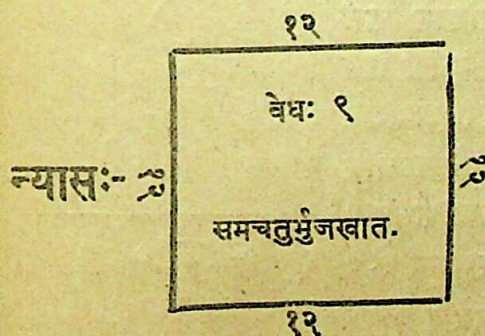 १२
वेधः ९
न्यासः- १२ १२
समचतुर्भुजखात.
१२